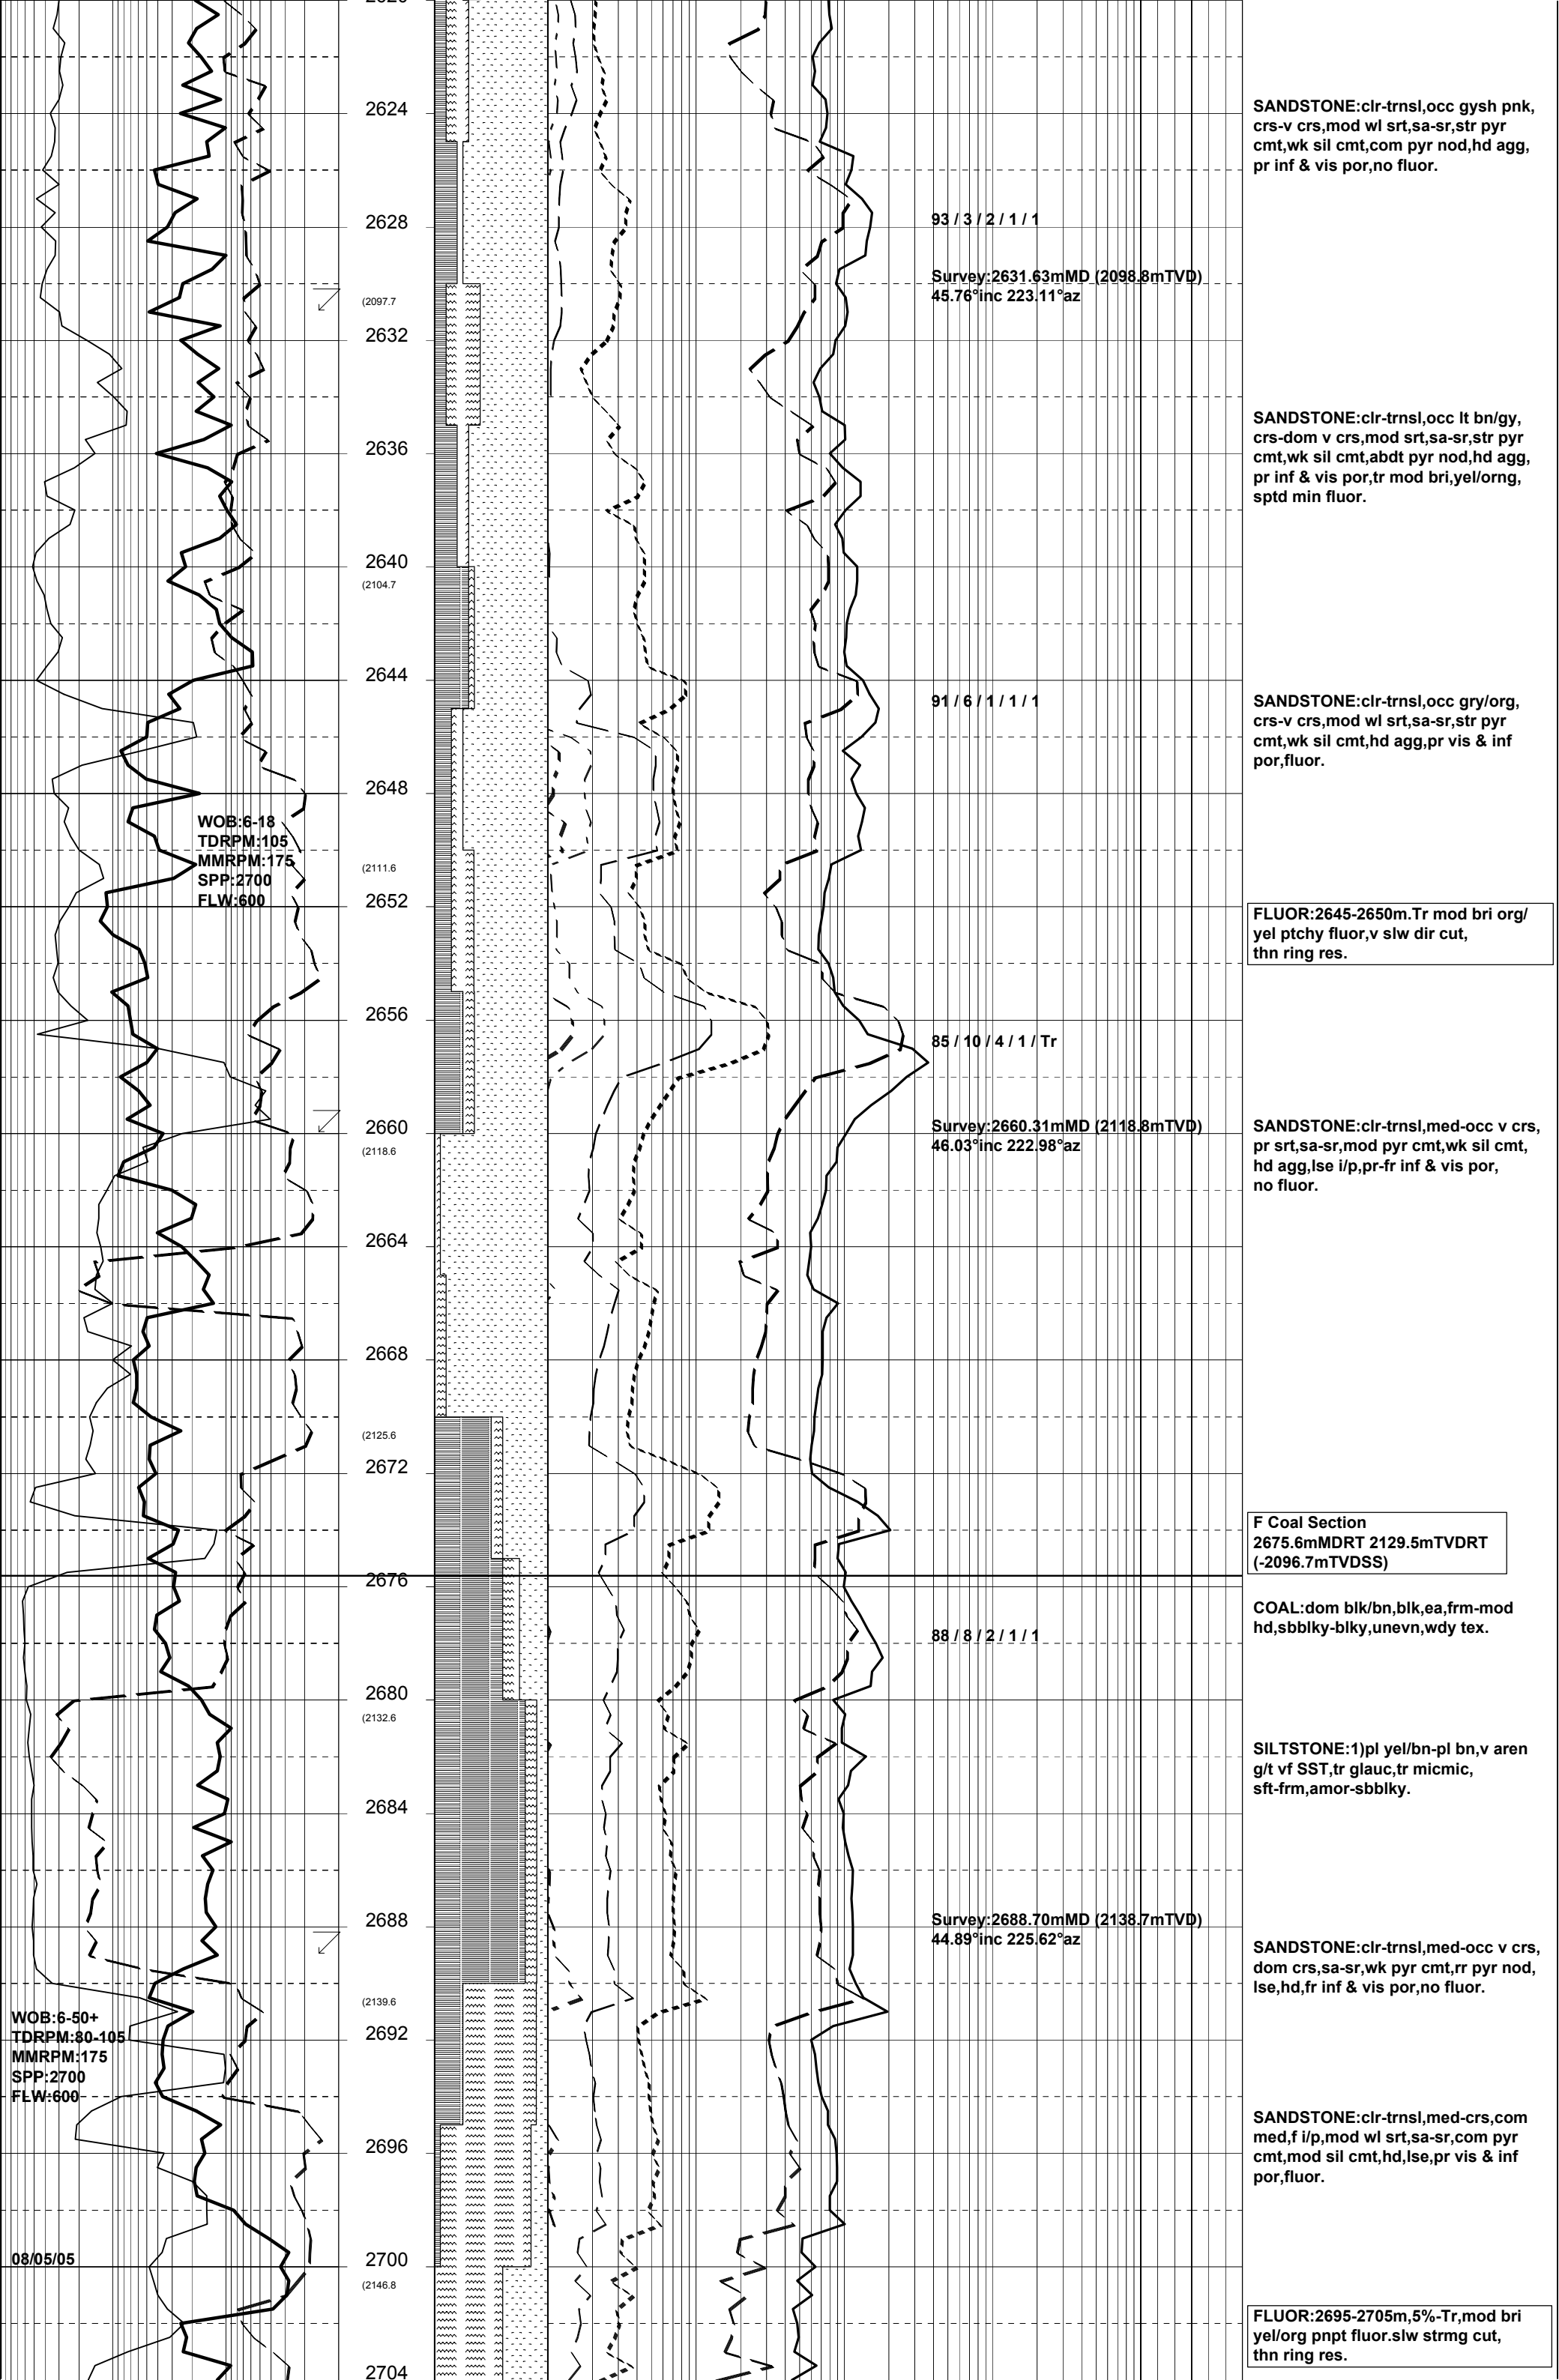 2624
SANDSTONE:clr-trnsl,occ gysh pnk,
crs-v crs,mod wl srt,sa-sr,str pyr
cmt,wk sil cmt,com pyr nod,hd agg,
pr inf & vis por,no fluor.
2628
93 / 3 / 2 / 1 / 1
Survey:2631.63mMD (2098.8mTVD)
45.76°inc 223.11°az
(2097.7
2632
SANDSTONE:clr-trnsl,occ lt bn/gy,
crs-dom v crs,mod srt,sa-sr,str pyr
cmt,wk sil cmt,abdt pyr nod,hd agg,
pr inf & vis por,tr mod bri,yel/orng,
sptd min fluor.
2636
2640
(2104.7
2644
91 / 6 / 1 / 1 / 1
SANDSTONE:clr-trnsl,occ gry/org,
crs-v crs,mod wl srt,sa-sr,str pyr
cmt,wk sil cmt,hd agg,pr vis & inf
por,fluor.
2648
WOB:6-18
TDRPM:105
MMRPM:175
SPP:2700
FLW:600
(2111.6
2652
FLUOR:2645-2650m.Tr mod bri org/
yel ptchy fluor,v slw dir cut,
thn ring res.
2656
85 / 10 / 4 / 1 / Tr
2660
Survey:2660.31mMD (2118.8mTVD)
46.03°inc 222.98°az
(2118.6
SANDSTONE:clr-trnsl,med-occ v crs,
pr srt,sa-sr,mod pyr cmt,wk sil cmt,
hd agg,lse i/p,pr-fr inf & vis por,
no fluor.
2664
2668
(2125.6
2672
F Coal Section
2675.6mMDRT 2129.5mTVDRT
(-2096.7mTVDSS)
2676
COAL:dom blk/bn,blk,ea,frm-mod
hd,sbblky-blky,unevn,wdy tex.
88 / 8 / 2 / 1 / 1
2680
(2132.6
SILTSTONE:1)pl yel/bn-pl bn,v aren
g/t vf SST,tr glauc,tr micmic,
sft-frm,amor-sbblky.
2684
2688
Survey:2688.70mMD (2138.7mTVD)
44.89°inc 225.62°az
SANDSTONE:clr-trnsl,med-occ v crs,
dom crs,sa-sr,wk pyr cmt,rr pyr nod,
lse,hd,fr inf & vis por,no fluor.
(2139.6
WOB:6-50+
TDRPM:80-105
MMRPM:175
SPP:2700
FLW:600
2692
SANDSTONE:clr-trnsl,med-crs,com
med,f i/p,mod wl srt,sa-sr,com pyr
cmt,mod sil cmt,hd,lse,pr vis & inf
por,fluor.
2696
08/05/05
2700
(2146.8
FLUOR:2695-2705m,5%-Tr,mod bri
yel/org pnpt fluor.slw strmg cut,
thn ring res.
2704